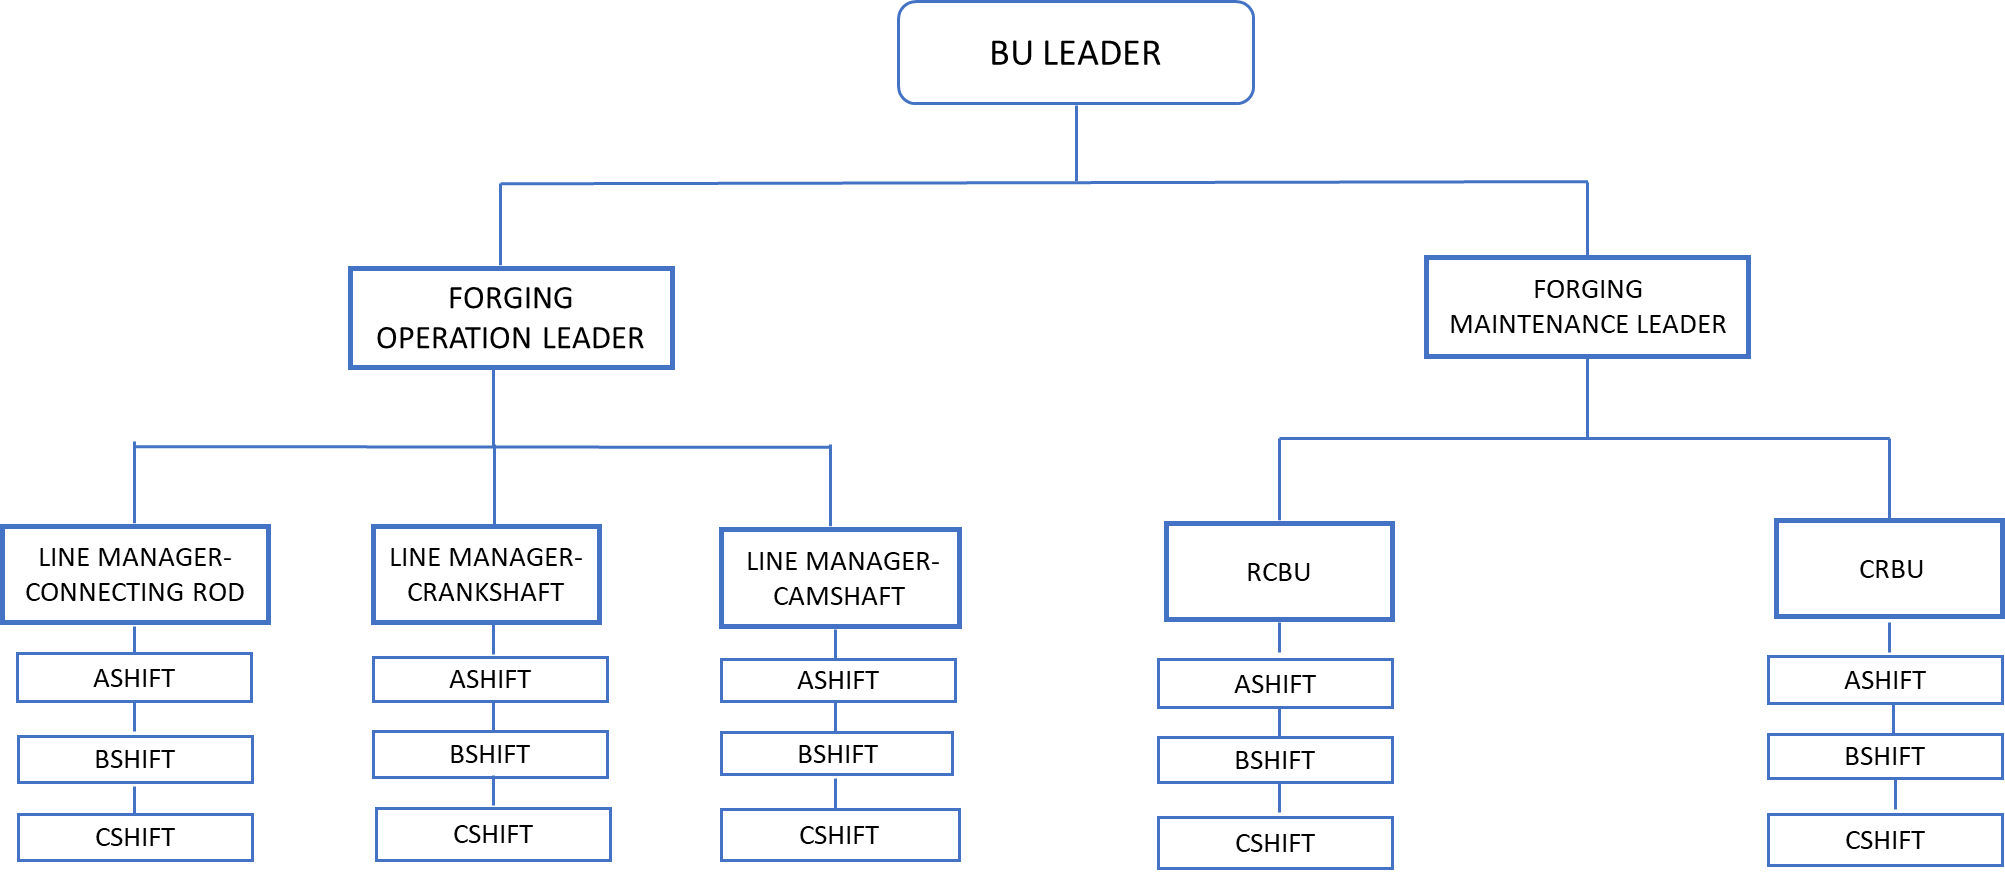 BU LEADER
FORGING
OPERATION LEADER
FORGING
MAINTENANCE LEADER
LINE MANAGER-
CONNECTING ROD
LINE MANAGER-
CRANKSHAFT
LINE MANAGER-
CAMSHAFT
RCBU
CRBU
ASHIFT
ASHIFT
ASHIFT
ASHIFT
ASHIFT
BSHIFT
BSHIFT
BSHIFT
BSHIFT
BSHIFT
CSHIFT
CSHIFT
CSHIFT
CSHIFT
CSHIFT